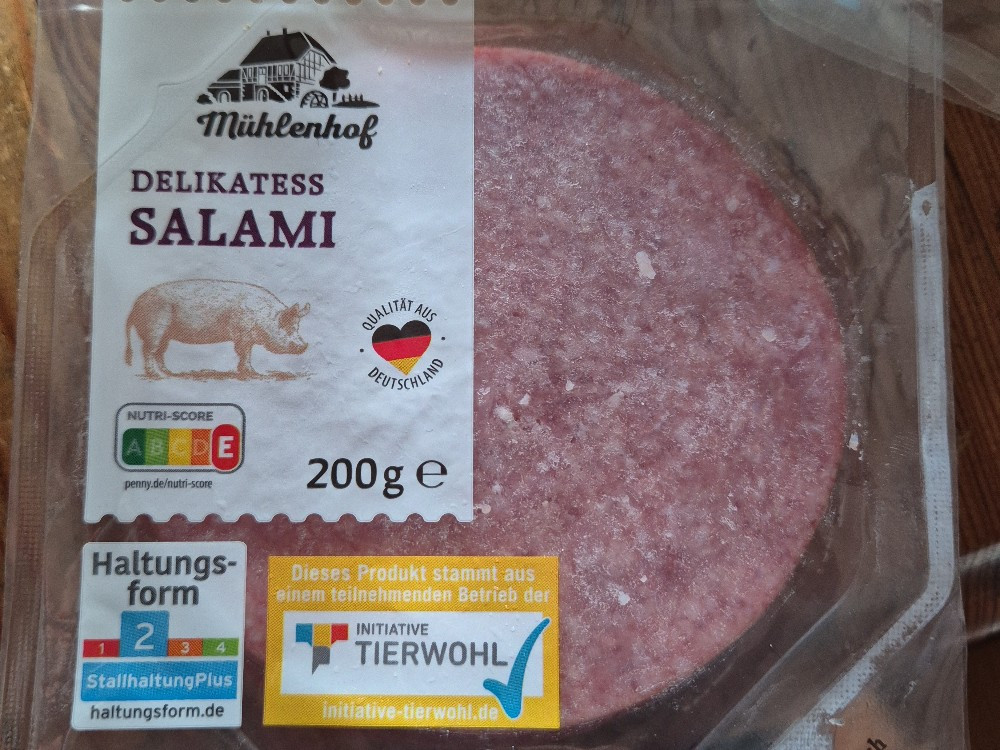 Mühlenhof
DELIKATESS
SALAMI
QUALITÄT AUS
DEUTSCHLAND
NUTRI-SCORE
A B C D E
penny.de/nutri-score
200g ℮
Haltungs-
form
1 2 3 4
StallhaltungPlus
haltungsform.de
Dieses Produkt stammt aus
einem teilnehmenden Betrieb der
INITIATIVE
TIERWOHL
initiative-tierwohl.de